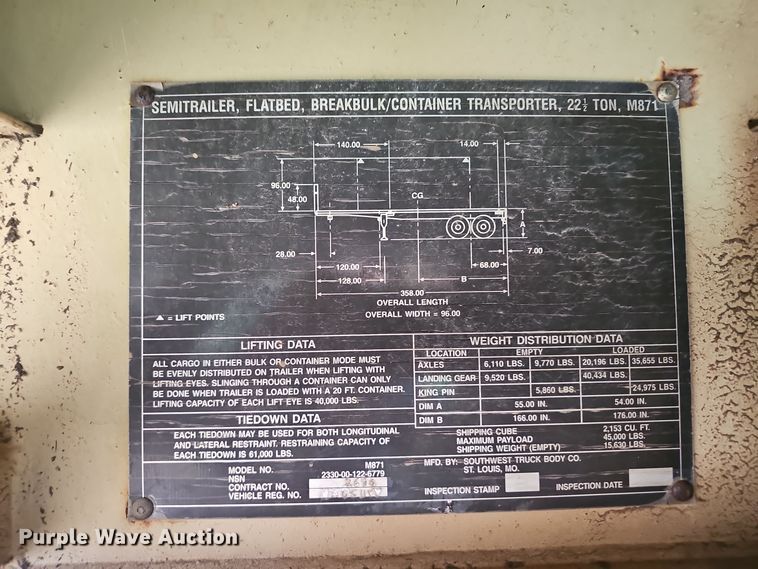 SEMITRAILER, FLATBED, BREAKBULK/CONTAINER TRANSPORTER, 22½ TON, M871
140.00 14.00
96.00
48.00
CG
A
28.00
7.00
120.00 68.00
128.00 B
358.00
OVERALL LENGTH
▲ = LIFT POINTS OVERALL WIDTH = 96.00
LIFTING DATA
ALL CARGO IN EITHER BULK OR CONTAINER MODE MUST
BE EVENLY DISTRIBUTED ON TRAILER WHEN LIFTING WITH
LIFTING EYES. SLINGING THROUGH A CONTAINER CAN ONLY
BE DONE WHEN TRAILER IS LOADED WITH A 20 FT. CONTAINER.
LIFTING CAPACITY OF EACH LIFT EYE IS 40,000 LBS.
TIEDOWN DATA
EACH TIEDOWN MAY BE USED FOR BOTH LONGITUDINAL
AND LATERAL RESTRAINT. RESTRAINING CAPACITY OF
EACH TIEDOWN IS 61,000 LBS.
WEIGHT DISTRIBUTION DATA
LOCATION EMPTY LOADED
AXLES 6,110 LBS. 9,770 LBS. 20,196 LBS. 35,655 LBS.
LANDING GEAR 9,520 LBS. 40,434 LBS.
KING PIN 5,860 LBS. 24,975 LBS.
DIM A 55.00 IN. 54.00 IN.
DIM B 166.00 IN. 176.00 IN.
SHIPPING CUBE 2,153 CU. FT.
MAXIMUM PAYLOAD 45,000 LBS.
SHIPPING WEIGHT (EMPTY) 15,630 LBS.
MODEL NO. M871
NSN 2330-00-122-6779
CONTRACT NO.
VEHICLE REG. NO.
MFD. BY: SOUTHWEST TRUCK BODY CO.
ST. LOUIS, MO.
INSPECTION STAMP INSPECTION DATE
Purple Wave Auction